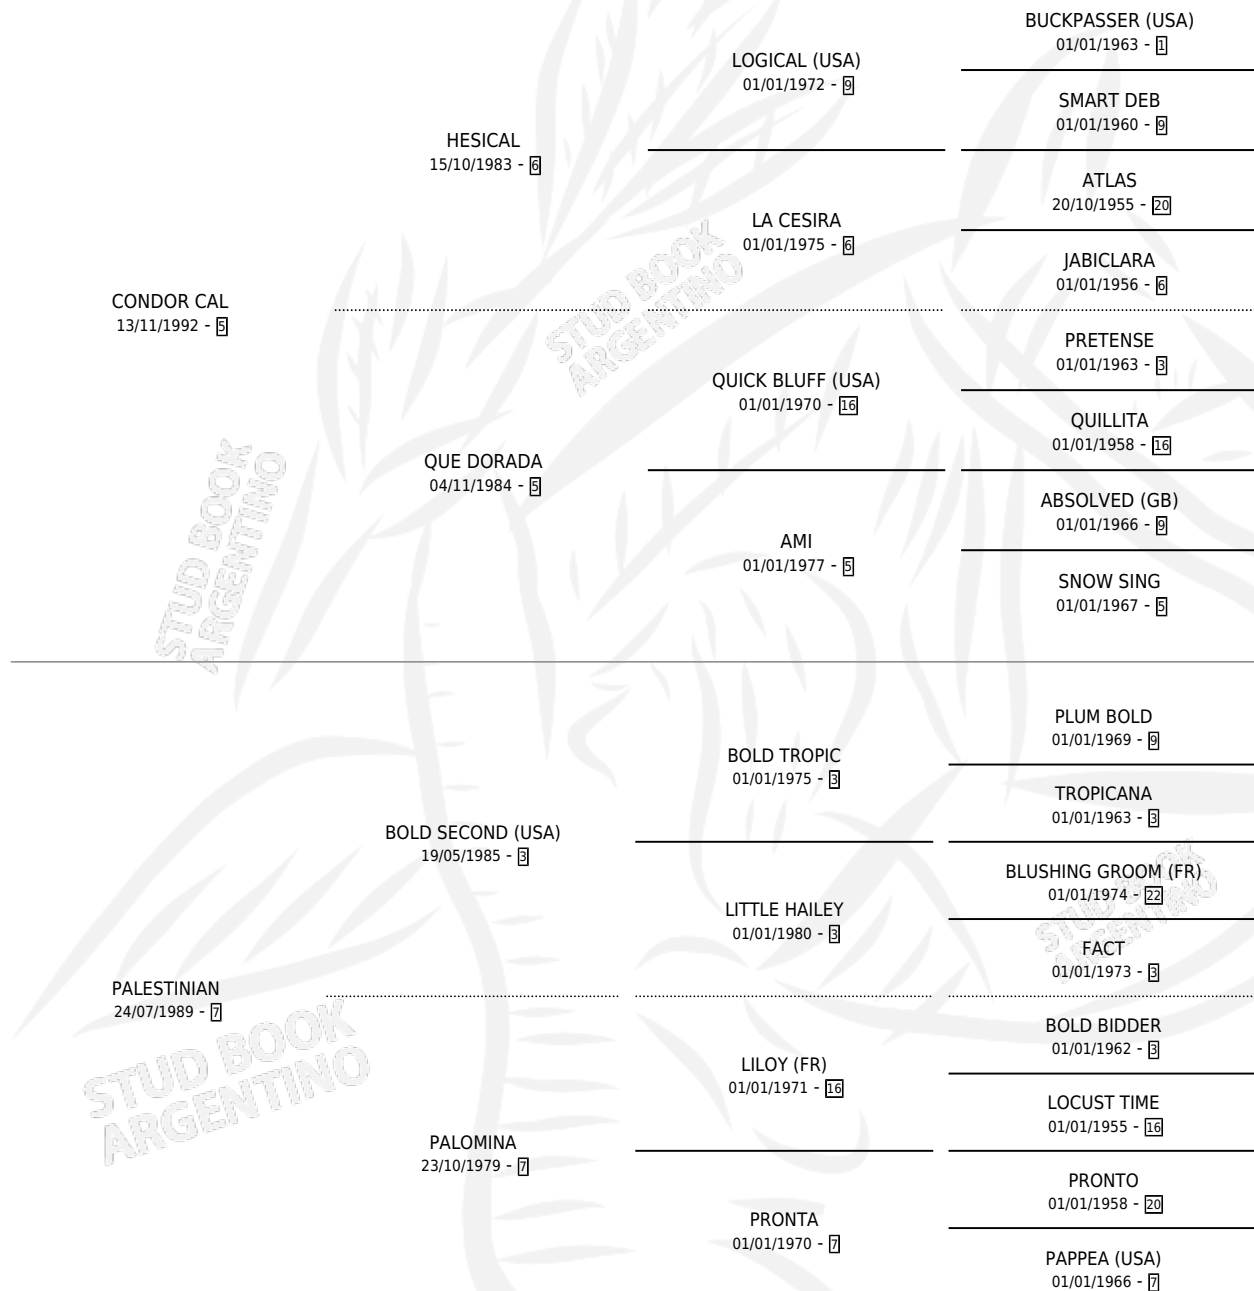 BUCKPASSER (USA)
01/01/1963 - 1
LOGICAL (USA)
01/01/1972 - 9
SMART DEB
01/01/1960 - 9
HESICAL
15/10/1983 - 6
ATLAS
20/10/1955 - 20
LA CESIRA
01/01/1975 - 6
JABICLARA
01/01/1956 - 6
CONDOR CAL
13/11/1992 - 5
PRETENSE
01/01/1963 - 3
QUICK BLUFF (USA)
01/01/1970 - 16
QUILLITA
01/01/1958 - 16
QUE DORADA
04/11/1984 - 5
ABSOLVED (GB)
01/01/1966 - 9
AMI
01/01/1977 - 5
SNOW SING
01/01/1967 - 5
PLUM BOLD
01/01/1969 - 9
BOLD TROPIC
01/01/1975 - 3
TROPICANA
01/01/1963 - 3
BOLD SECOND (USA)
19/05/1985 - 3
BLUSHING GROOM (FR)
01/01/1974 - 22
LITTLE HAILEY
01/01/1980 - 3
FACT
01/01/1973 - 3
PALESTINIAN
24/07/1989 - 7
BOLD BIDDER
01/01/1962 - 3
LILOY (FR)
01/01/1971 - 16
LOCUST TIME
01/01/1955 - 16
PALOMINA
23/10/1979 - 7
PRONTO
01/01/1958 - 20
PRONTA
01/01/1970 - 7
PAPPEA (USA)
01/01/1966 - 7
STUD BOOK
ARGENTINO
STUD BOOK
ARGENTINO
STUD BOOK
ARGENTINO
STUD BOOK
ARGENTINO